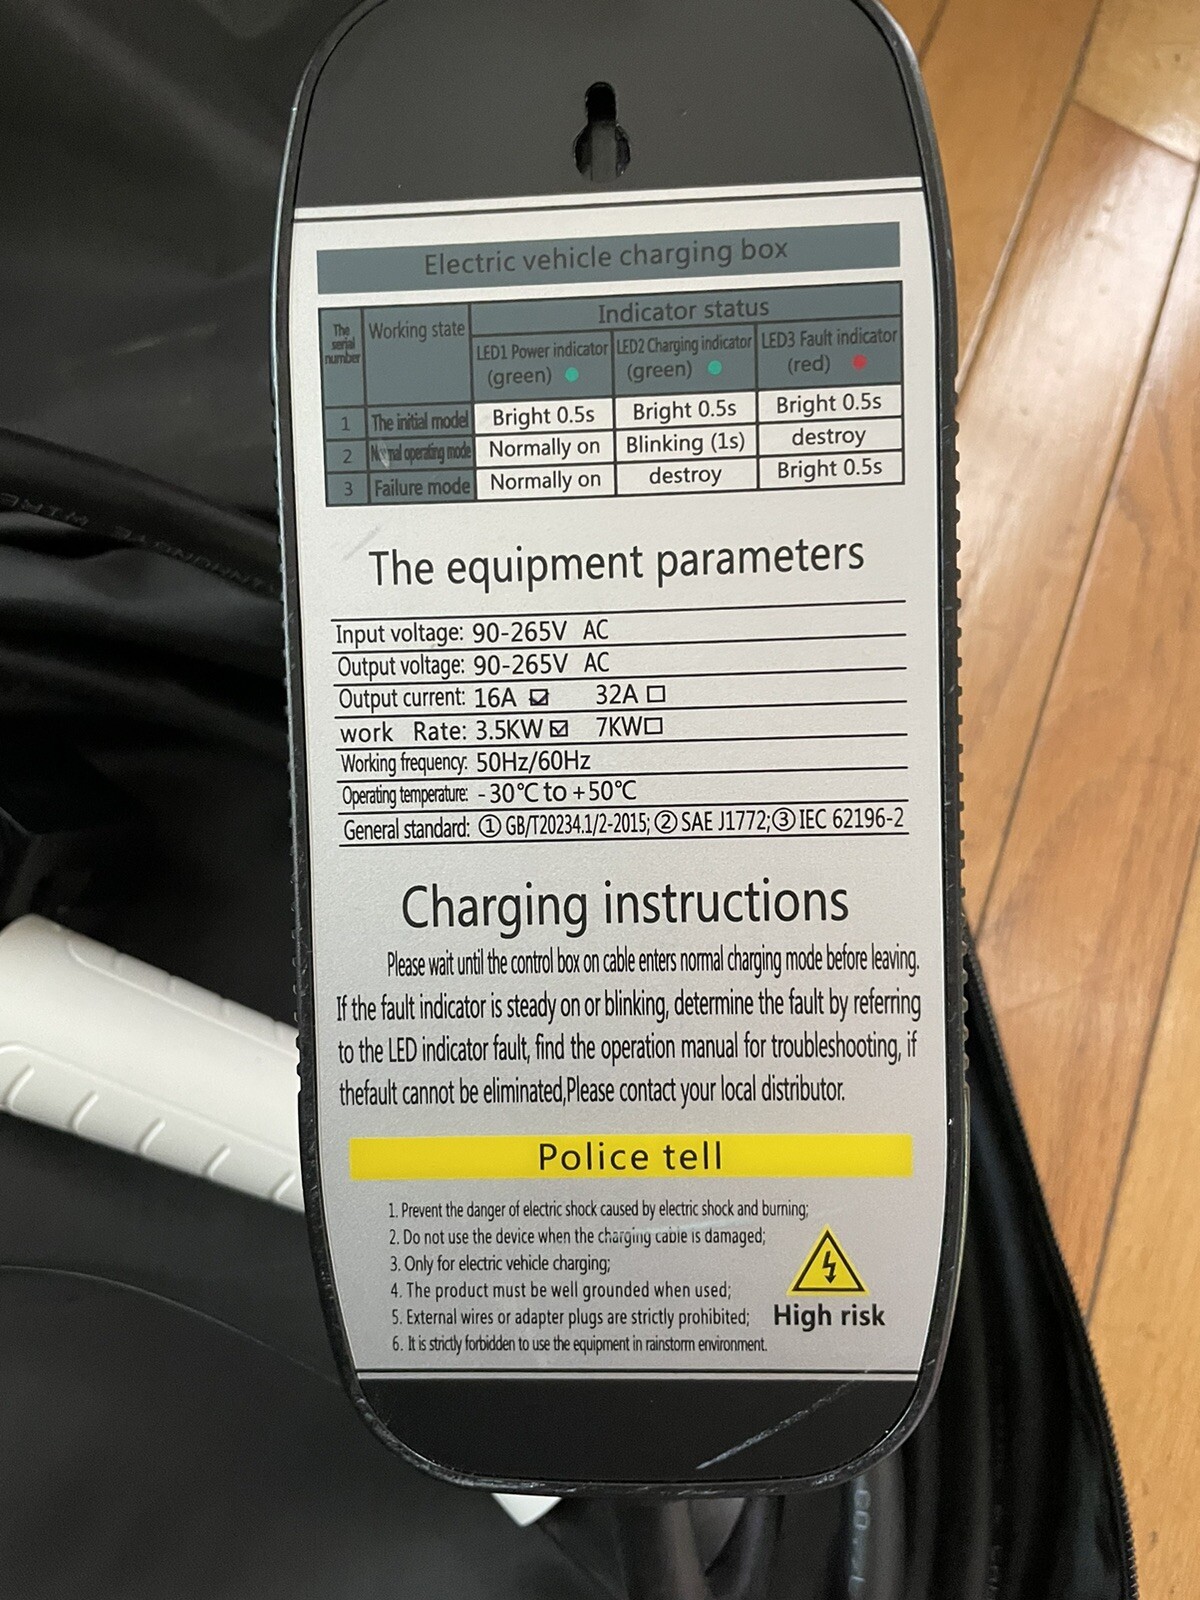 Electric vehicle charging box
The serial number
Working state
Indicator status
LED1 Power indicator (green)
LED2 Charging indicator (green)
LED3 Fault indicator (red)
1 The initial model Bright 0.5s Bright 0.5s Bright 0.5s
2 Normal operating mode Normally on Blinking (1s) destroy
3 Failure mode Normally on destroy Bright 0.5s
The equipment parameters
Input voltage: 90-265V AC
Output voltage: 90-265V AC
Output current: 16A ☑ 32A ☐
work Rate: 3.5KW ☑ 7KW☐
Working frequency: 50Hz/60Hz
Operating temperature: -30℃ to +50℃
General standard: ① GB/T20234.1/2-2015; ② SAE J1772;③ IEC 62196-2
Charging instructions
Please wait until the control box on cable enters normal charging mode before leaving.
If the fault indicator is steady on or blinking, determine the fault by referring
to the LED indicator fault, find the operation manual for troubleshooting, if
thefault cannot be eliminated,Please contact your local distributor.
Police tell
1. Prevent the danger of electric shock caused by electric shock and burning;
2. Do not use the device when the charging cable is damaged;
3. Only for electric vehicle charging;
4. The product must be well grounded when used;
5. External wires or adapter plugs are strictly prohibited;
6. It is strictly forbidden to use the equipment in rainstorm environment.
High risk